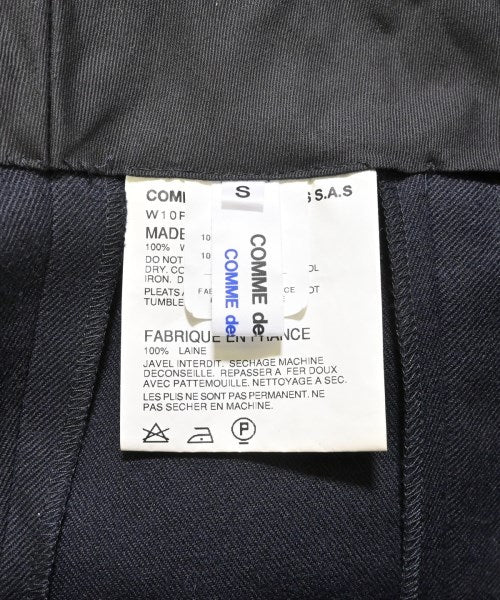 COMM
S.A.S
W10F
MADE
100% W
DO NOT
DRY. CO
OL
IRON. D
PLEATS A
OT
TUMBLE
S
COMME de
COMME de
10
10
FA
FABRIQUE EN FRANCE
100% LAINE
JAVEL INTERDIT. SECHAGE MACHINE
DECONSEILLE. REPASSER A FER DOUX
AVEC PATTEMOUILLE. NETTOYAGE A SEC.
LES PLIS NE SONT PAS PERMANENT. NE
PAS SECHER EN MACHINE.
P